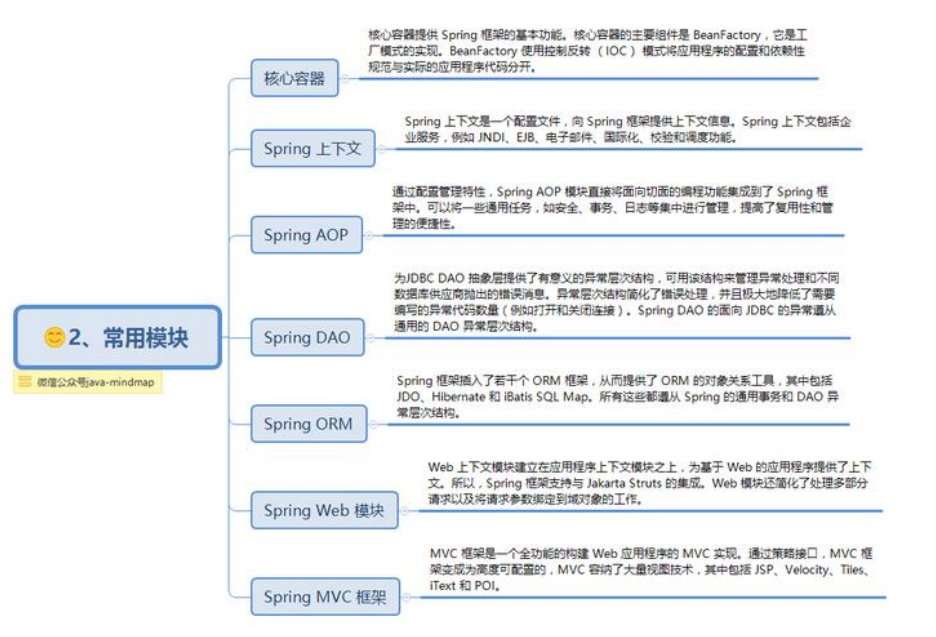 核心容器提供 Spring 框架的基本功能。核心容器的主要组件是 BeanFactory，它是工
厂模式的实现。BeanFactory 使用控制反转 （IOC ）模式将应用程序的配置和依赖性
规范与实际的应用程序代码分开。
核心容器
Spring 上下文是一个配置文件，向 Spring 框架提供上下文信息。Spring 上下文包括企
业服务，例如 JNDI、EJB、电子邮件、国际化、校验和调度功能。
Spring 上下文
通过配置管理特性，Spring AOP 模块直接将面向切面的编程功能集成到了 Spring 框
架中。可以将一些通用任务，如安全、事务、日志等集中进行管理，提高了复用性和管
理的便捷性。
Spring AOP
为JDBC DAO 抽象层提供了有意义的异常层次结构，可用该结构来管理异常处理和不同
数据库供应商抛出的错误消息。异常层次结构简化了错误处理，并且极大地降低了需要
编写的异常代码数量（例如打开和关闭连接）。Spring DAO 的面向 JDBC 的异常遵从
通用的 DAO 异常层次结构。
Spring DAO
2、常用模块
微信公众号java-mindmap
Spring 框架插入了若干个 ORM 框架，从而提供了 ORM 的对象关系工具，其中包括
JDO、Hibernate 和 iBatis SQL Map。所有这些都遵从 Spring 的通用事务和 DAO 异
常层次结构。
Spring ORM
Web 上下文模块建立在应用程序上下文模块之上，为基于 Web 的应用程序提供了上下
文。所以，Spring 框架支持与 Jakarta Struts 的集成。Web 模块还简化了处理多部分
请求以及将请求参数绑定到域对象的工作。
Spring Web 模块
MVC 框架是一个全功能的构建 Web 应用程序的 MVC 实现。通过策略接口，MVC 框
架变成为高度可配置的，MVC 容纳了大量视图技术，其中包括 JSP、Velocity、Tiles、
iText 和 POI。
Spring MVC 框架